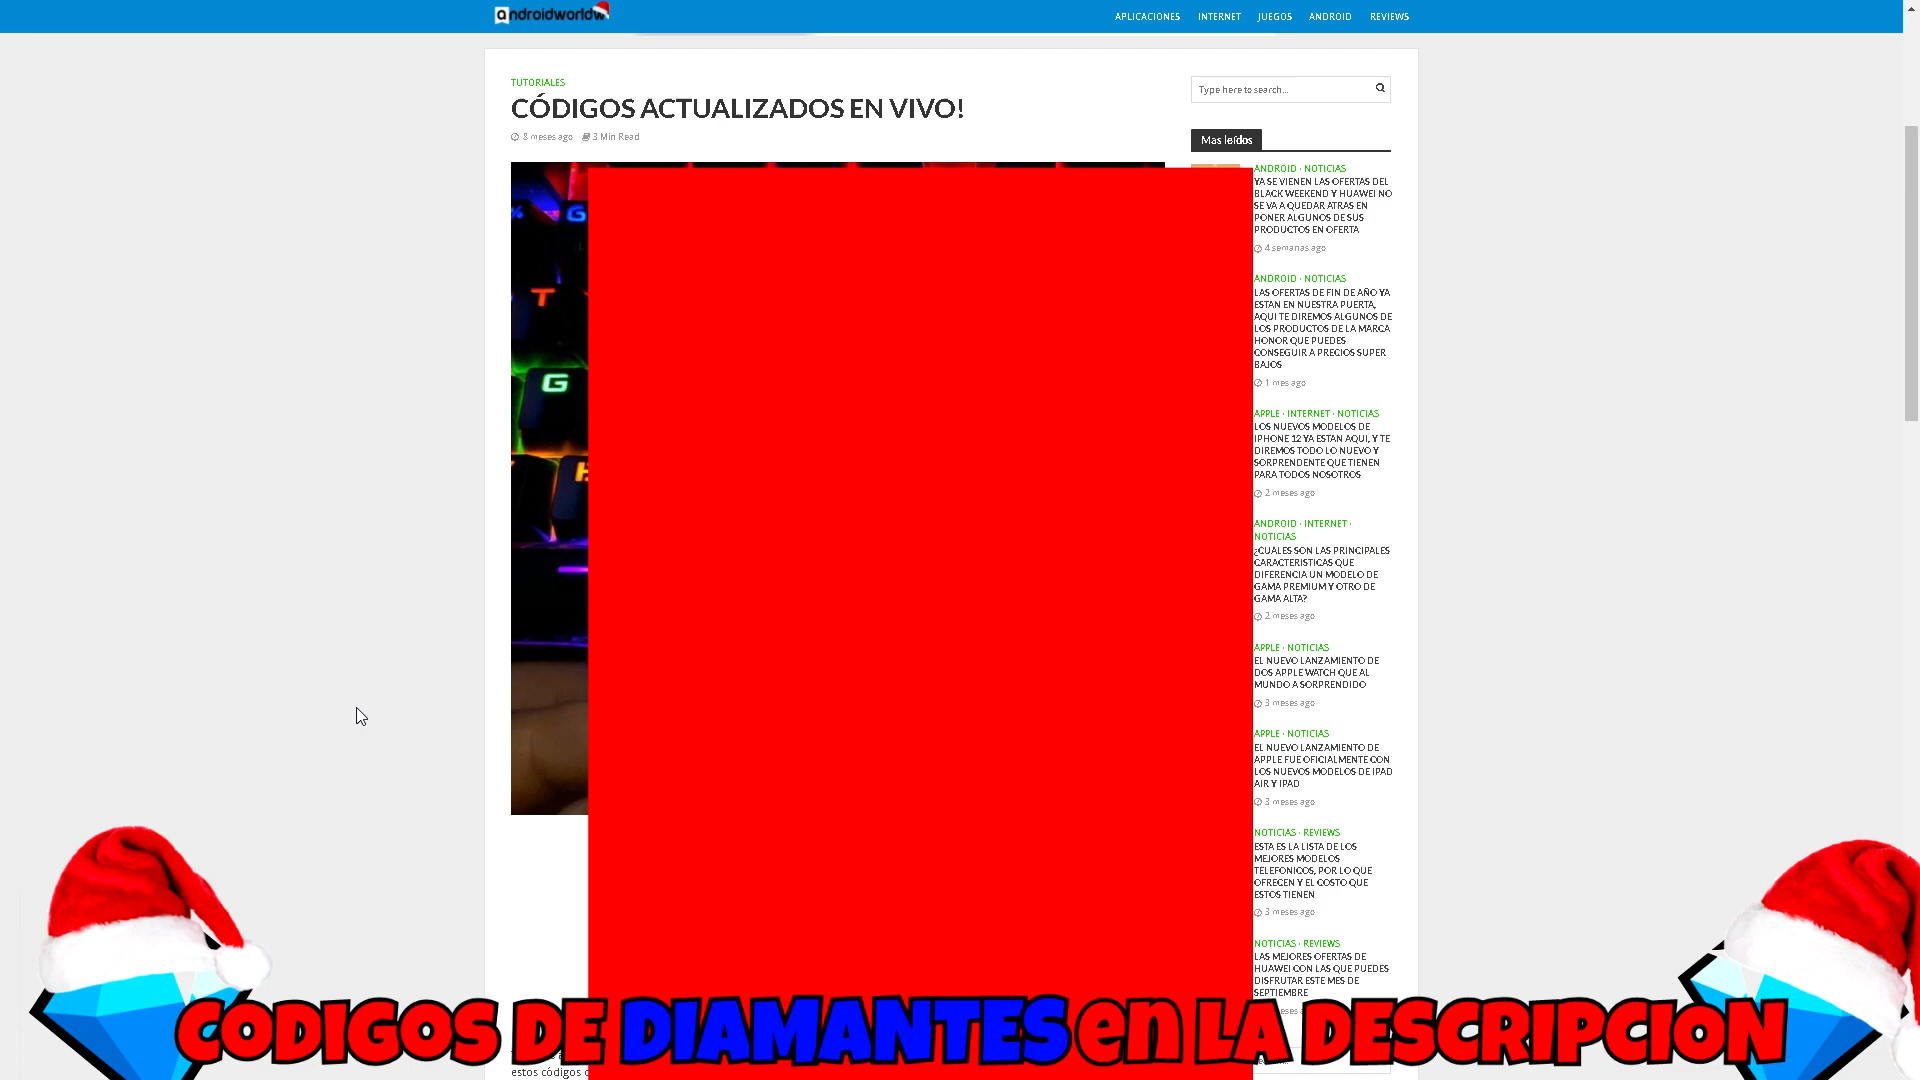 androidworldw
APLICACIONES INTERNET JUEGOS ANDROID REVIEWS
TUTORIALES
CÓDIGOS ACTUALIZADOS EN VIVO!
8 meses ago 3 Min Read
% G
T
G
Type here to search...
Mas leídos
ANDROID · NOTICIAS
YA SE VIENEN LAS OFERTAS DEL
BLACK WEEKEND Y HUAWEI NO
SE VA A QUEDAR ATRAS EN
PONER ALGUNOS DE SUS
PRODUCTOS EN OFERTA
4 semanas ago
ANDROID · NOTICIAS
LAS OFERTAS DE FIN DE AÑO YA
ESTAN EN NUESTRA PUERTA,
AQUI TE DIREMOS ALGUNOS DE
LOS PRODUCTOS DE LA MARCA
HONOR QUE PUEDES
CONSEGUIR A PRECIOS SUPER
BAJOS
1 mes ago
APPLE · INTERNET · NOTICIAS
LOS NUEVOS MODELOS DE
IPHONE 12 YA ESTAN AQUI, Y TE
DIREMOS TODO LO NUEVO Y
SORPRENDENTE QUE TIENEN
PARA TODOS NOSOTROS
2 meses ago
ANDROID · INTERNET ·
NOTICIAS
¿CUALES SON LAS PRINCIPALES
CARACTERISTICAS QUE
DIFERENCIA UN MODELO DE
GAMA PREMIUM Y OTRO DE
GAMA ALTA?
2 meses ago
APPLE · NOTICIAS
EL NUEVO LANZAMIENTO DE
DOS APPLE WATCH QUE AL
MUNDO A SORPRENDIDO
3 meses ago
APPLE · NOTICIAS
EL NUEVO LANZAMIENTO DE
APPLE FUE OFICIALMENTE CON
LOS NUEVOS MODELOS DE IPAD
AIR Y IPAD
3 meses ago
NOTICIAS · REVIEWS
ESTA ES LA LISTA DE LOS
MEJORES MODELOS
TELEFONICOS, POR LO QUE
OFRECEN Y EL COSTO QUE
ESTOS TIENEN
3 meses ago
NOTICIAS · REVIEWS
LAS MEJORES OFERTAS DE
HUAWEI CON LAS QUE PUEDES
DISFRUTAR ESTE MES DE
SEPTIEMBRE
CODIGOS DE DIAMANTES en LA DESCRIPCION
estos códigos